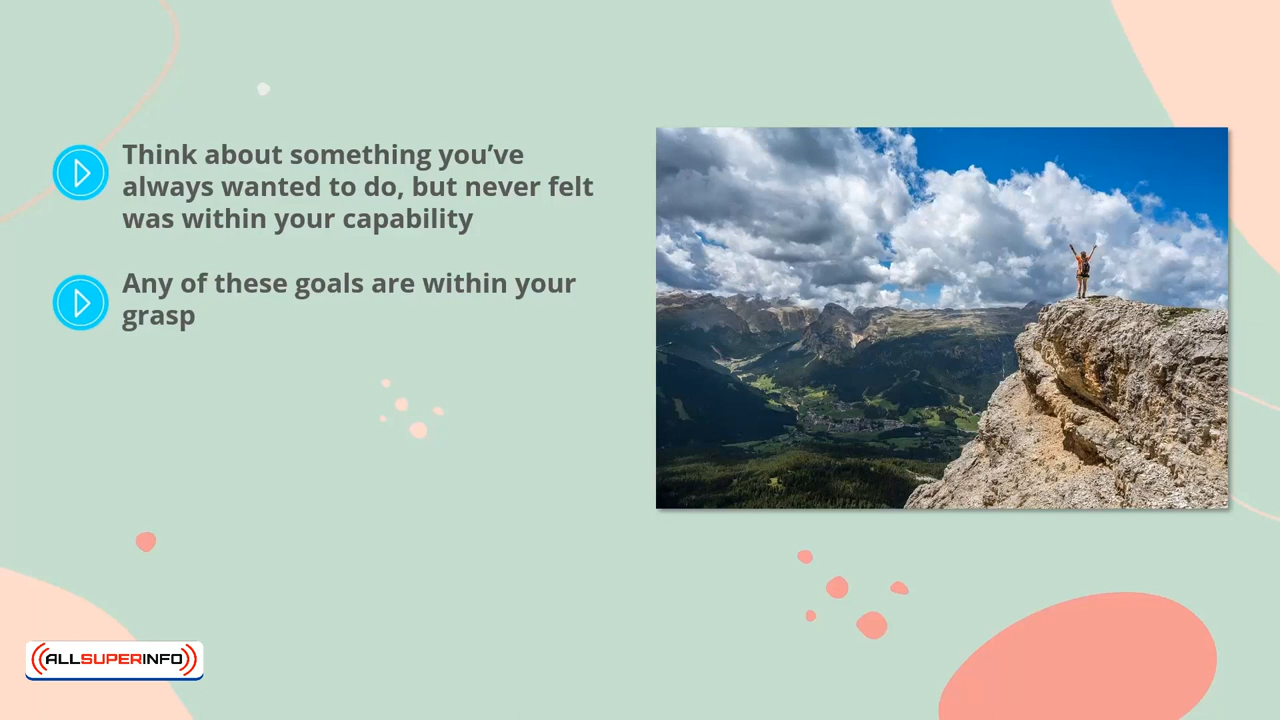 Think about something you’ve
always wanted to do, but never felt
was within your capability
Any of these goals are within your
grasp
ALLSUPERINFO